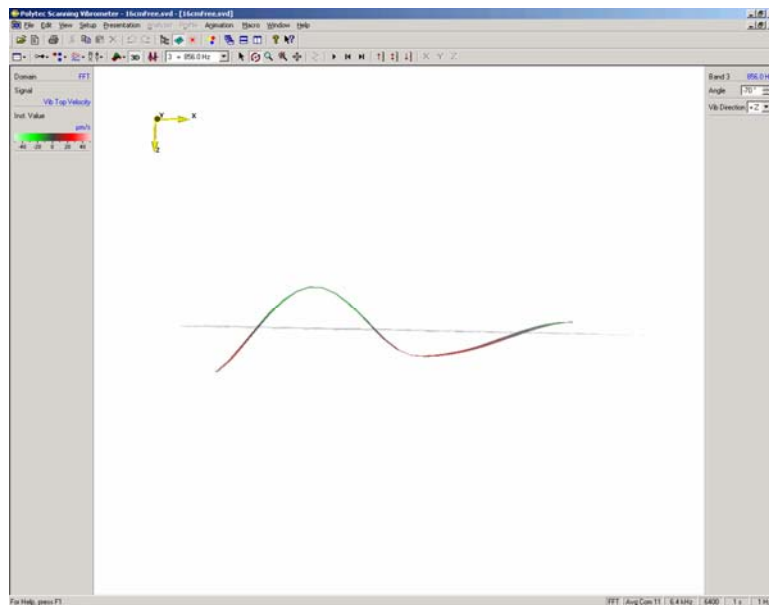 Polytec Scanning Vibrometer - 16cmFree.svd - [16cmFree.svd]
File Edit View Setup Presentation Analyzer Profile Animation Macro Window Help
3D 3 * 856.0 Hz X Y Z
Domain FFT
Signal
Vib Top Velocity
Inst. Value
µm/s
-40 -20 0 20 40
Band 3 856.0 H
Angle -70 °
Vib Direction +Z
Y X
Z
For Help, press F1
FFT Avg Com 11 6.4 kHz 6400 1 s 1 H